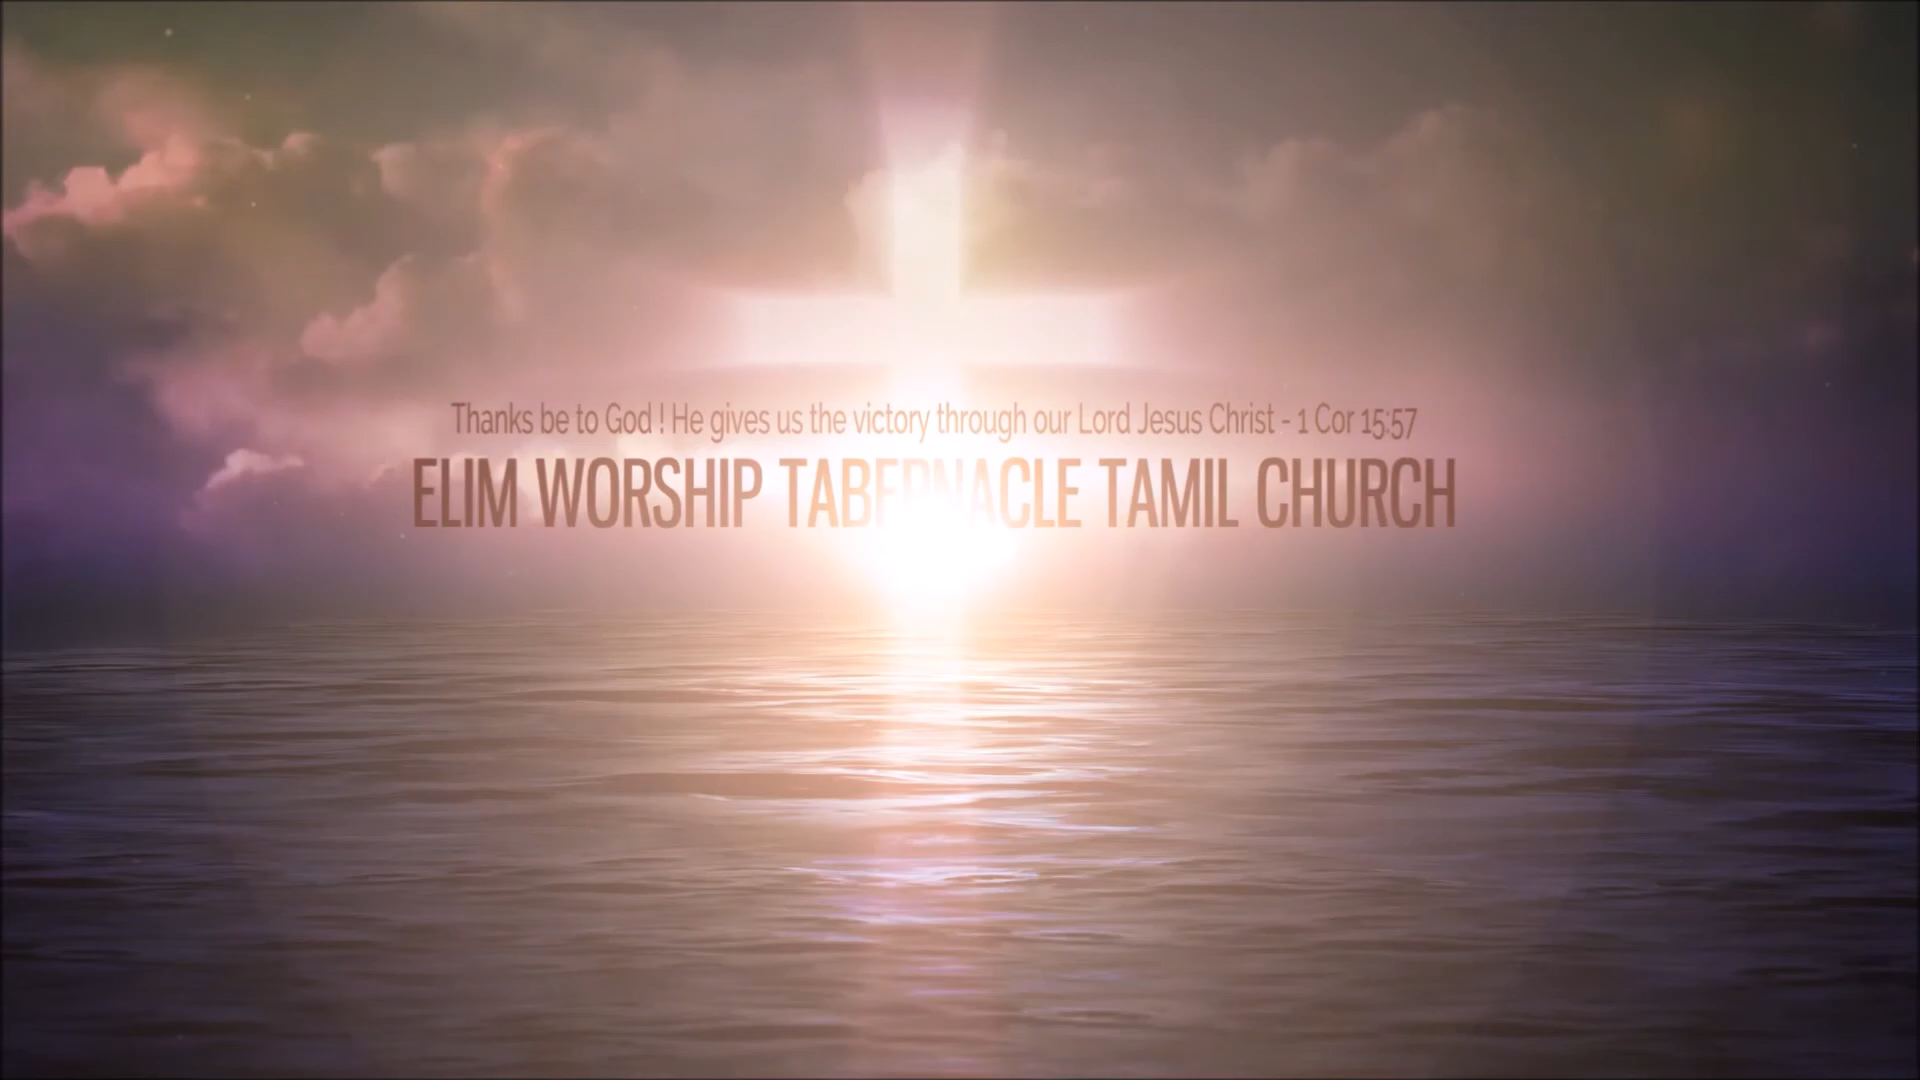 Thanks be to God ! He gives us the victory through our Lord Jesus Christ - 1 Cor 15:57
ELIM WORSHIP TABERNACLE TAMIL CHURCH